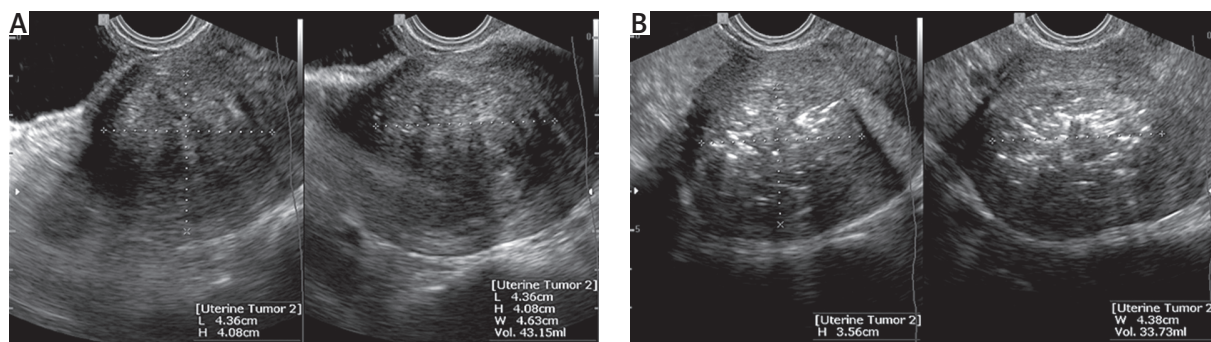 A
[Uterine Tumor 2]
L 4.36cm
H 4.08cm
[Uterine Tumor 2]
L 4.36cm
H 4.08cm
W 4.63cm
Vol. 43.15ml
B
5
[Uterine Tumor 2]
H 3.56cm
[Uterine Tumor 2]
W 4.38cm
Vol. 33.73ml